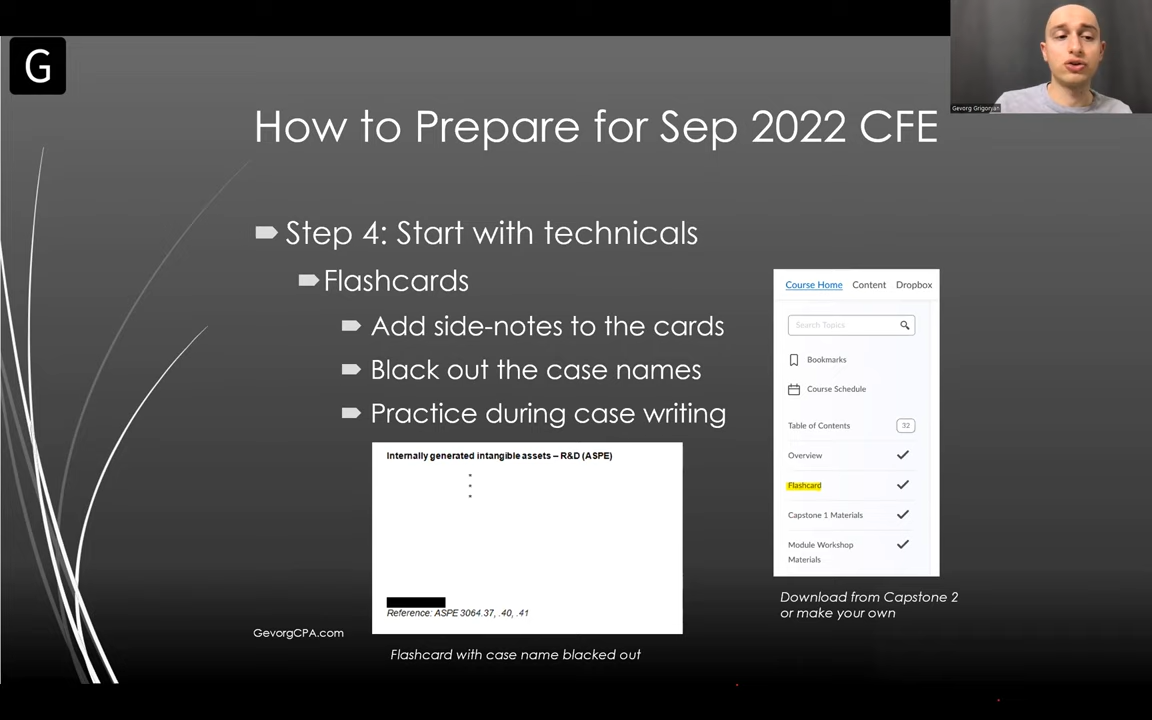 G
Gevorg Grigoryan
How to Prepare for Sep 2022 CFE
Step 4: Start with technicals
Flashcards
Add side-notes to the cards
Black out the case names
Practice during case writing
Internally generated intangible assets – R&D (ASPE)
Reference: ASPE 3064.37, .40, .41
Flashcard with case name blacked out
GevorgCPA.com
Course Home Content Dropbox
Search Topics
Bookmarks
Course Schedule
Table of Contents 32
Overview
Flashcard
Capstone 1 Materials
Module Workshop
Materials
Download from Capstone 2
or make your own